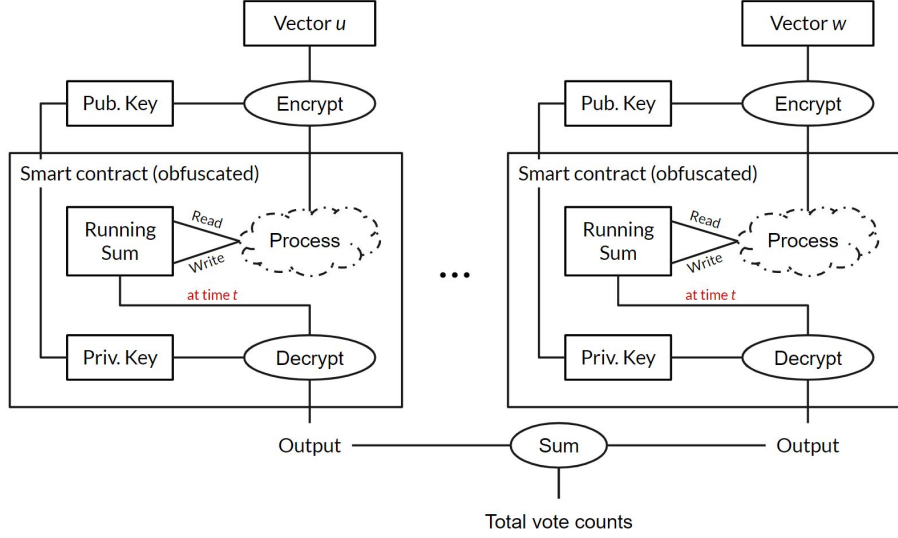 Vector u
Vector w
Pub. Key
Encrypt
Pub. Key
Encrypt
Smart contract (obfuscated)
Smart contract (obfuscated)
Running
Sum
Read
Write
Process
Running
Sum
Read
Write
Process
...
at time t
at time t
Priv. Key
Decrypt
Priv. Key
Decrypt
Output
Sum
Output
Total vote counts